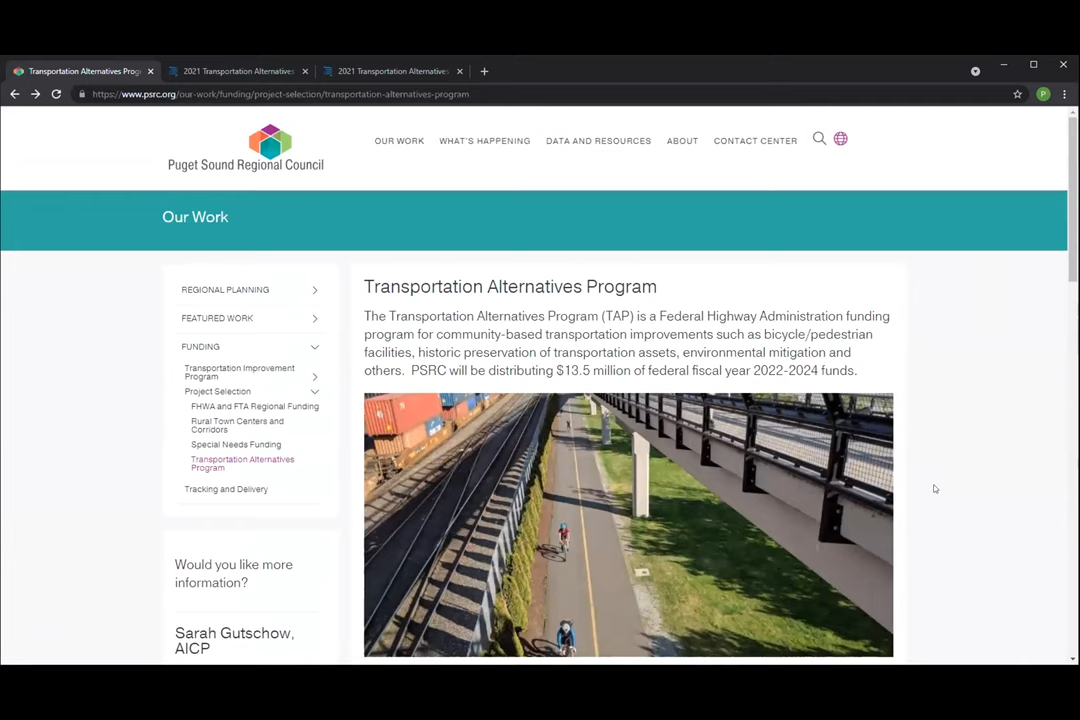 Transportation Alternatives Progr
2021 Transportation Alternatives
2021 Transportation Alternatives
https://www.psrc.org/our-work/funding/project-selection/transportation-alternatives-program
P
Puget Sound Regional Council
OUR WORK
WHAT'S HAPPENING
DATA AND RESOURCES
ABOUT
CONTACT CENTER
Our Work
REGIONAL PLANNING
FEATURED WORK
FUNDING
Transportation Improvement
Program
Project Selection
FHWA and FTA Regional Funding
Rural Town Centers and
Corridors
Special Needs Funding
Transportation Alternatives
Program
Tracking and Delivery
Would you like more
information?
Sarah Gutschow,
AICP
Transportation Alternatives Program
The Transportation Alternatives Program (TAP) is a Federal Highway Administration funding
program for community-based transportation improvements such as bicycle/pedestrian
facilities, historic preservation of transportation assets, environmental mitigation and
others. PSRC will be distributing $13.5 million of federal fiscal year 2022-2024 funds.